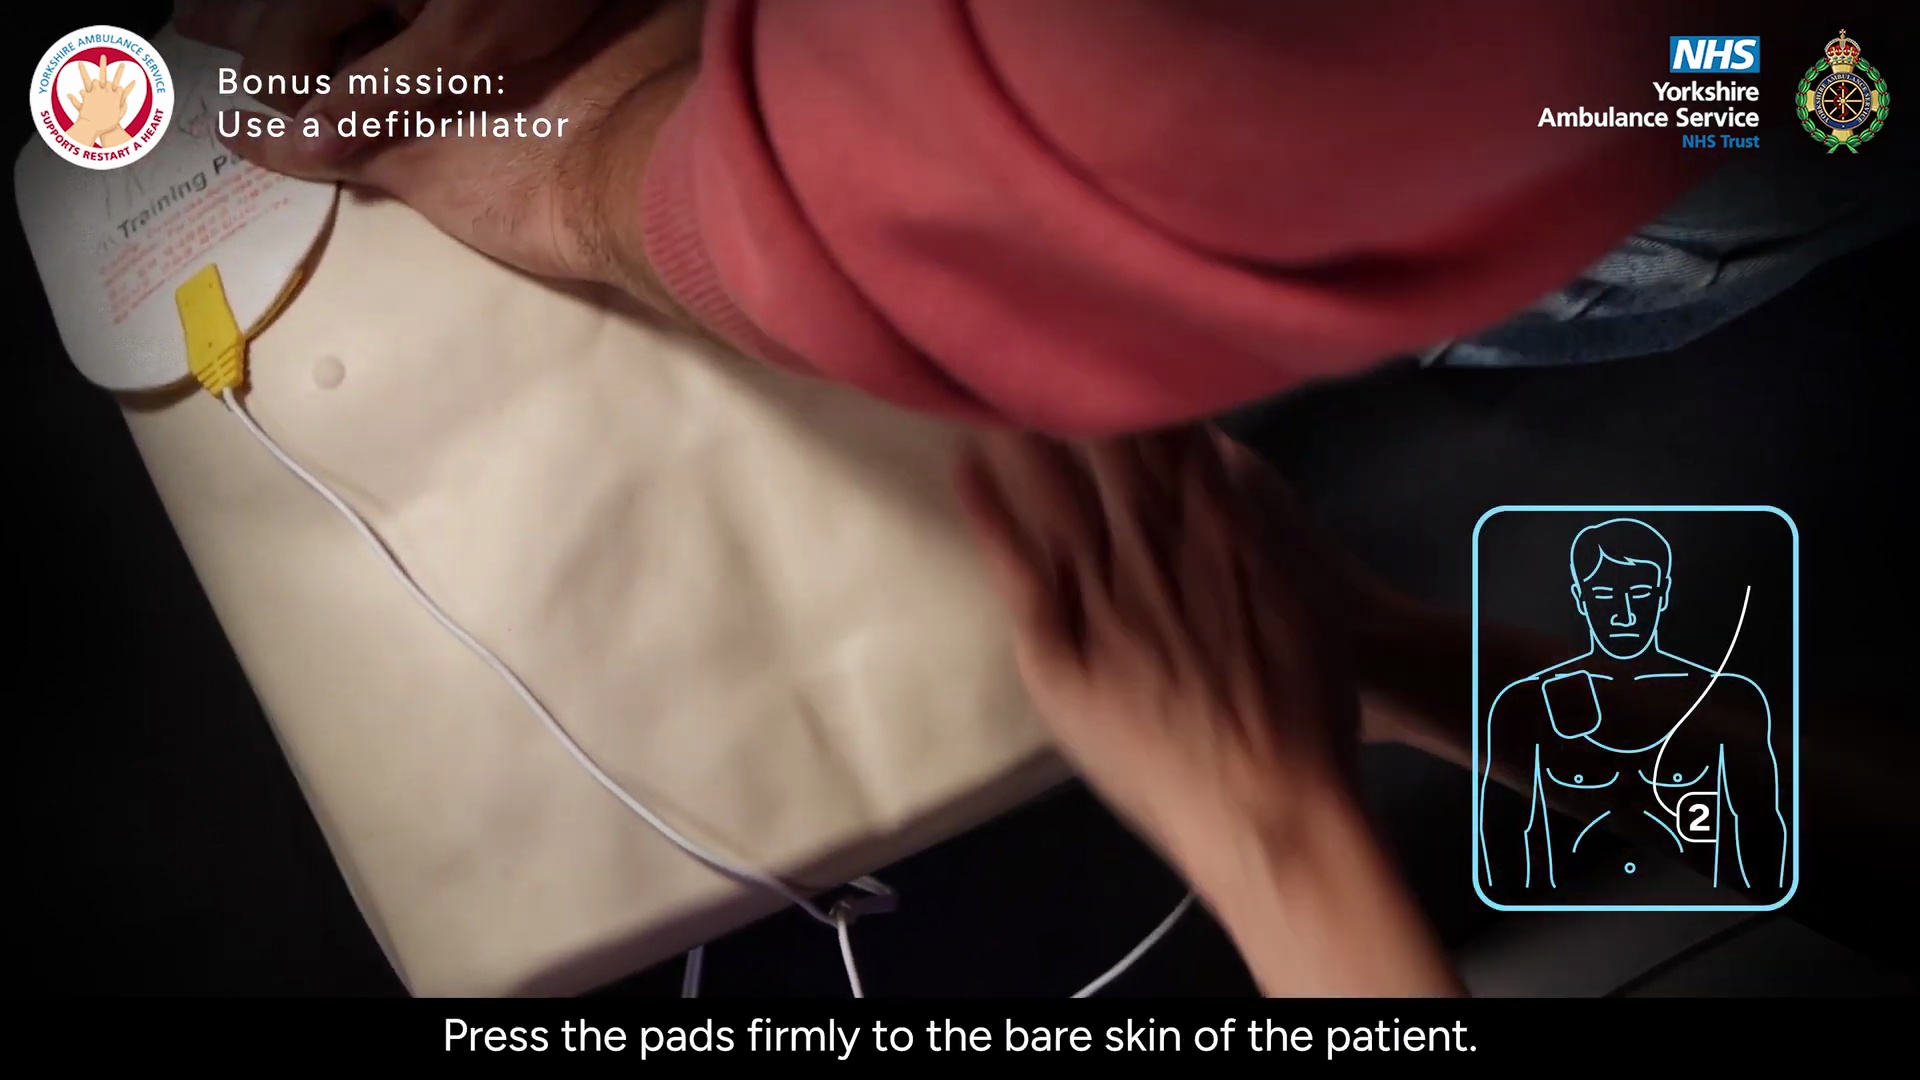 YORKSHIRE AMBULANCE SERVICE
SUPPORTS RESTART A HEART
Bonus mission:
Use a defibrillator
NHS
Yorkshire
Ambulance Service
NHS Trust
Training
2
Press the pads firmly to the bare skin of the patient.